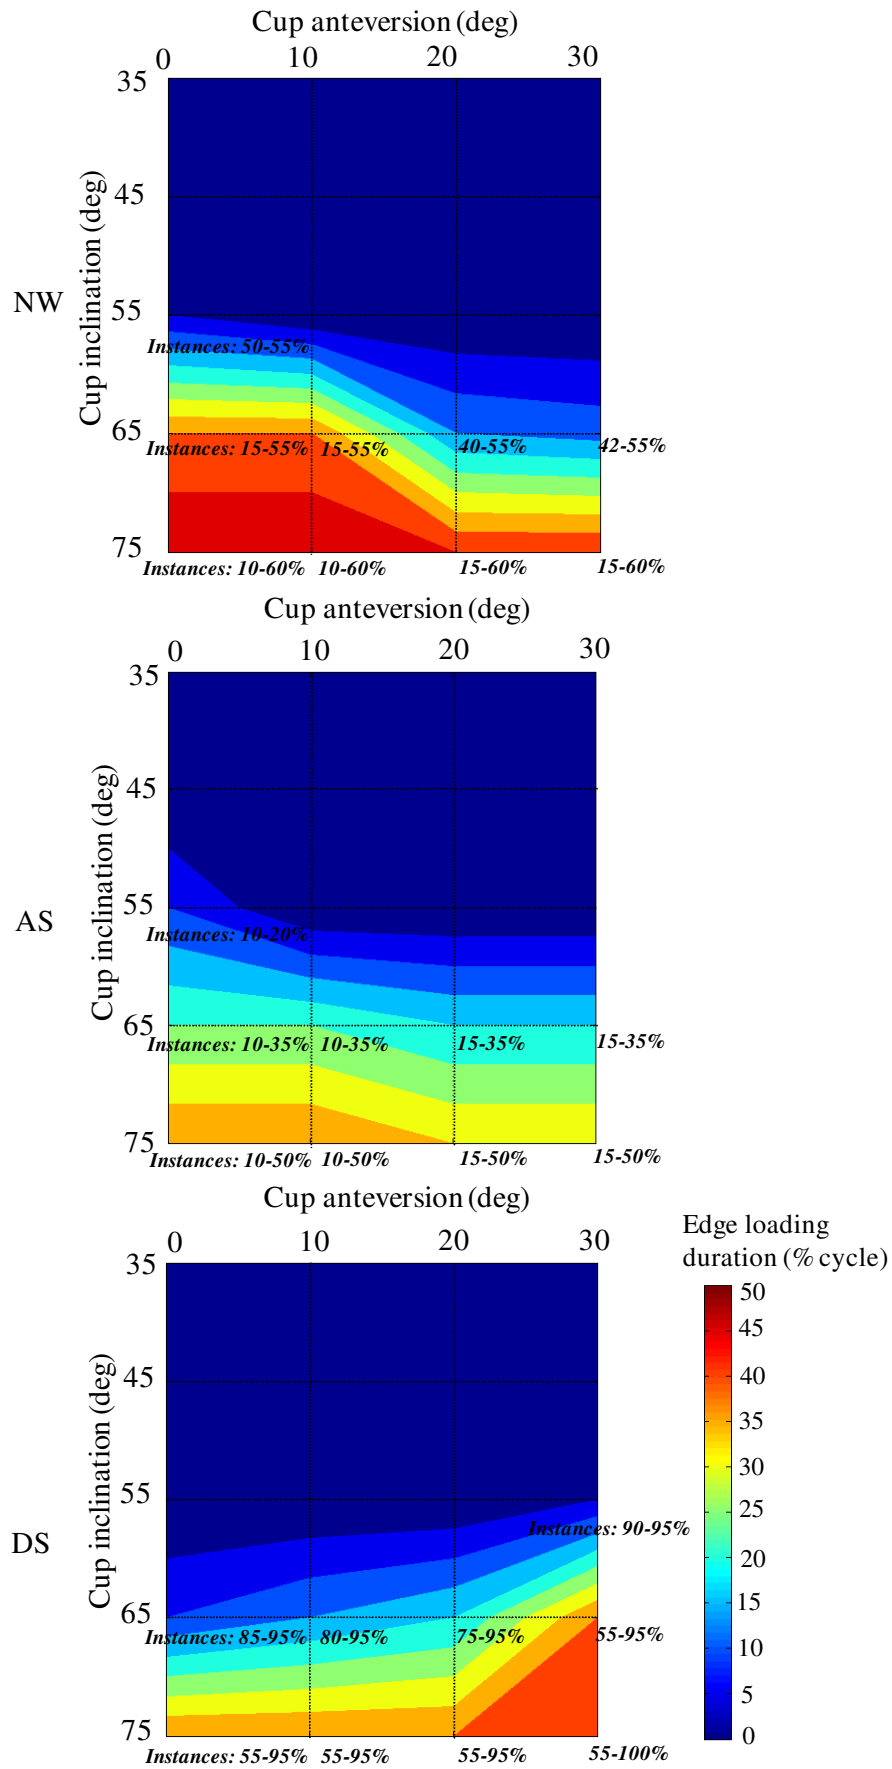 Cup anteversion (deg)
0 10 20 30
35
45
Cup inclination (deg)
NW
55
Instances: 50-55%
65
Instances: 15-55% 15-55% 40-55% 42-55%
75
Instances: 10-60% 10-60% 15-60% 15-60%
Cup anteversion (deg)
0 10 20 30
35
45
Cup inclination (deg)
AS
55
Instances: 10-20%
65
Instances: 10-35% 10-35% 15-35% 15-35%
75
Instances: 10-50% 10-50% 15-50% 15-50%
Cup anteversion (deg)
0 10 20 30
35
45
Cup inclination (deg)
DS
55
Instances: 90-95%
65
Instances: 85-95% 80-95% 75-95% 55-95%
75
Instances: 55-95% 55-95% 55-95% 55-100%
Edge loading
duration (% cycle)
50
45
40
35
30
25
20
15
10
5
0